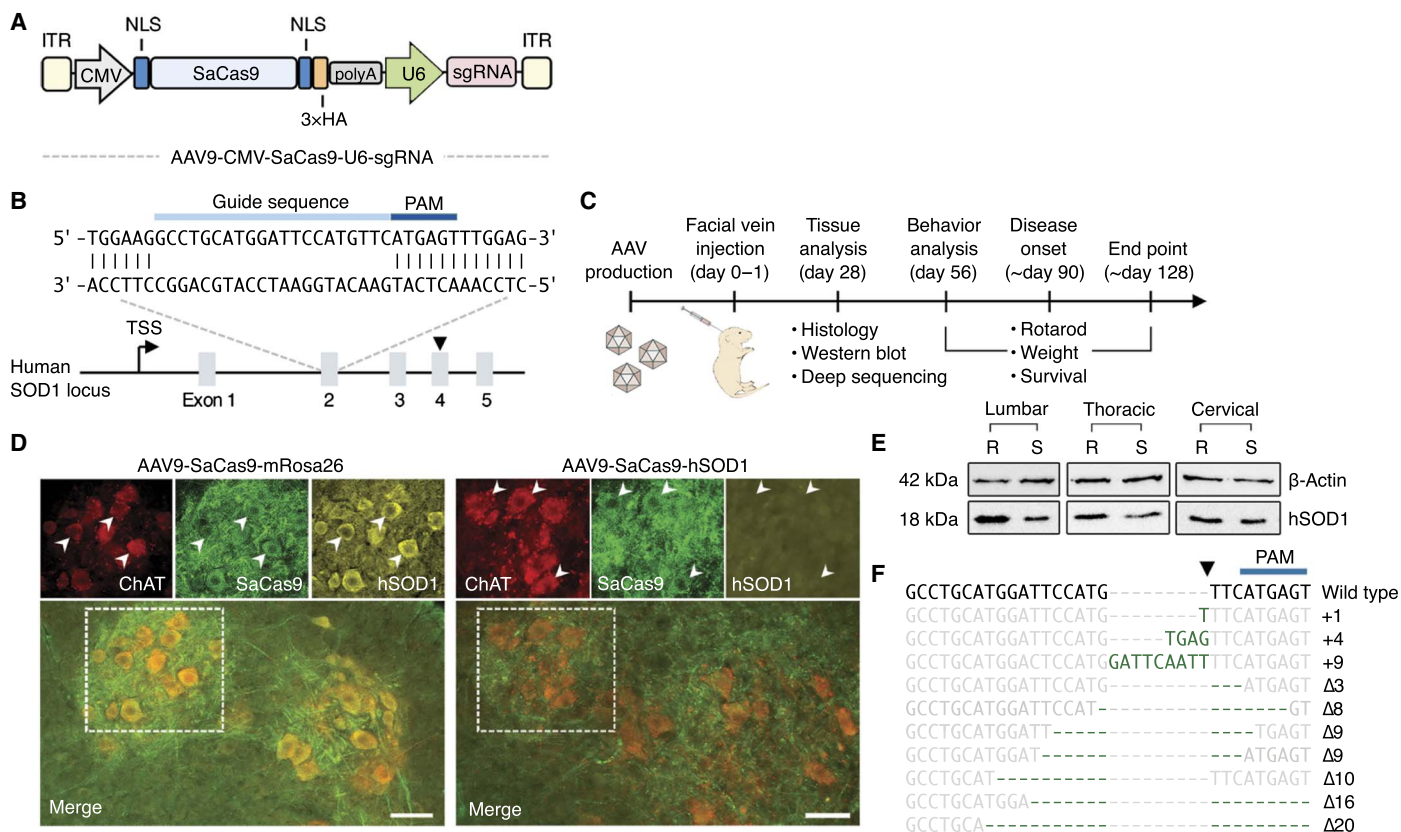 A
ITR
NLS
NLS
ITR
CMV
SaCas9
polyA
U6
sgRNA
3×HA
AAV9-CMV-SaCas9-U6-sgRNA
B
Guide sequence
PAM
5' -TGGAAGGCCTGCATGGATTCCATGTTCATGAGTTTGGAG-3'
3' -ACCTTCCGGACGTACCTAAGGTACAAGTACTCAAACCTC-5'
TSS
Human
SOD1 locus
Exon 1
2
3
4
5
C
AAV
production
Facial vein
injection
(day 0–1)
Tissue
analysis
(day 28)
Behavior
analysis
(day 56)
Disease
onset
(~day 90)
End point
(~day 128)
• Histology
• Western blot
• Deep sequencing
• Rotarod
• Weight
• Survival
D
AAV9-SaCas9-mRosa26
AAV9-SaCas9-hSOD1
ChAT
SaCas9
hSOD1
ChAT
SaCas9
hSOD1
Merge
Merge
E
Lumbar
Thoracic
Cervical
R S R S R S
42 kDa
β-Actin
18 kDa
hSOD1
F
PAM
GCCTGCATGGATTCCATG---------TTCATGAGT Wild type
GCCTGCATGGATTCCATG--------TTTCATGAGT +1
GCCTGCATGGATTCCATG-----TGAGTTCATGAGT +4
GCCTGCATGGACTCCATGGATTCAATTTTCATGAGT +9
GCCTGCATGGATTCCATG------------ATGAGT Δ3
GCCTGCATGGATTCCAT-----------------GT Δ8
GCCTGCATGGATT------------------TGAGT Δ9
GCCTGCATGGAT------------------ATGAGT Δ9
GCCTGCAT-------------------TTCATGAGT Δ10
GCCTGCATGGA------------------------- Δ16
GCCTGCA----------------------------- Δ20